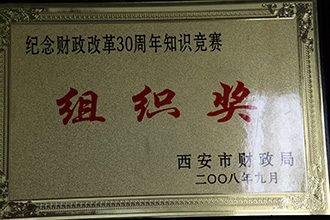 纪念财政改革30周年知识竞赛
组织奖
西安市财政局
二〇〇八年九月